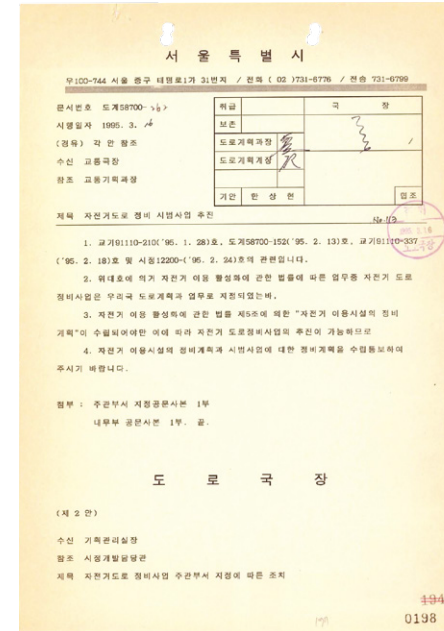 서 울 특 별 시
우100-744 서울 중구 태평로1가 31번지 / 전화 ( 02 )731-6776 / 전송 731-6799
문서번호 도계58700-
시행일자 1995. 3. 16
(경유) 각 안 참조
수신 교통국장
참조 교통기획과장
취급 국 장
보존
도로계획과장
도로계획계장
기안 한 상 헌 협조
제목 자전거도로 정비 시범사업 추진
1. 교기91110-210('95. 1. 28)호, 도계58700-152('95. 2. 13)호, 교기91110-337
('95. 2. 18)호 및 시정12200-('95. 2. 24)호의 관련입니다.
2. 위대호에 의거 자전거 이용 활성화에 관한 법률에 따른 업무중 자전거 도로
정비사업은 우리국 도로계획과 업무로 지정되었는바,
3. 자전거 이용 활성화에 관한 법률 제5조에 의한 "자전거 이용시설의 정비
계획"이 수립되어야만 이에 따라 자전거 도로정비사업의 추진이 가능하므로
4. 자전거 이용시설의 정비계획과 시범사업에 대한 정비계획을 수립통보하여
주시기 바랍니다.
첨부 : 주관부서 지정공문사본 1부
내무부 공문사본 1부. 끝.
도 로 국 장
(제 2 안)
수신 기획관리실장
참조 시정개발담당관
제목 자전거도로 정비사업 주관부서 지정에 따른 조치
194
0198